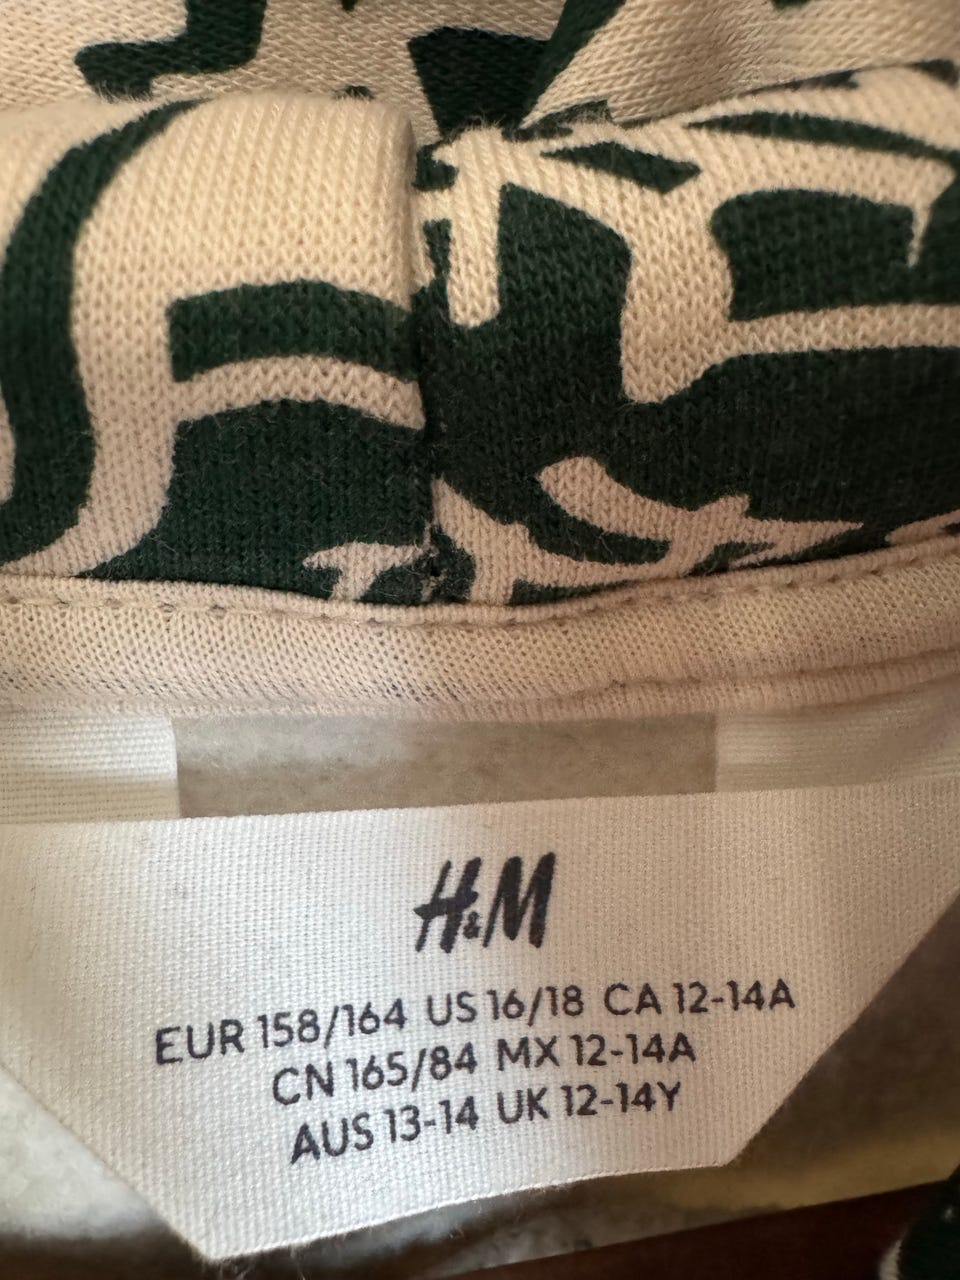 H&M
EUR 158/164 US 16/18 CA 12-14A
CN 165/84 MX 12-14A
AUS 13-14 UK 12-14Y